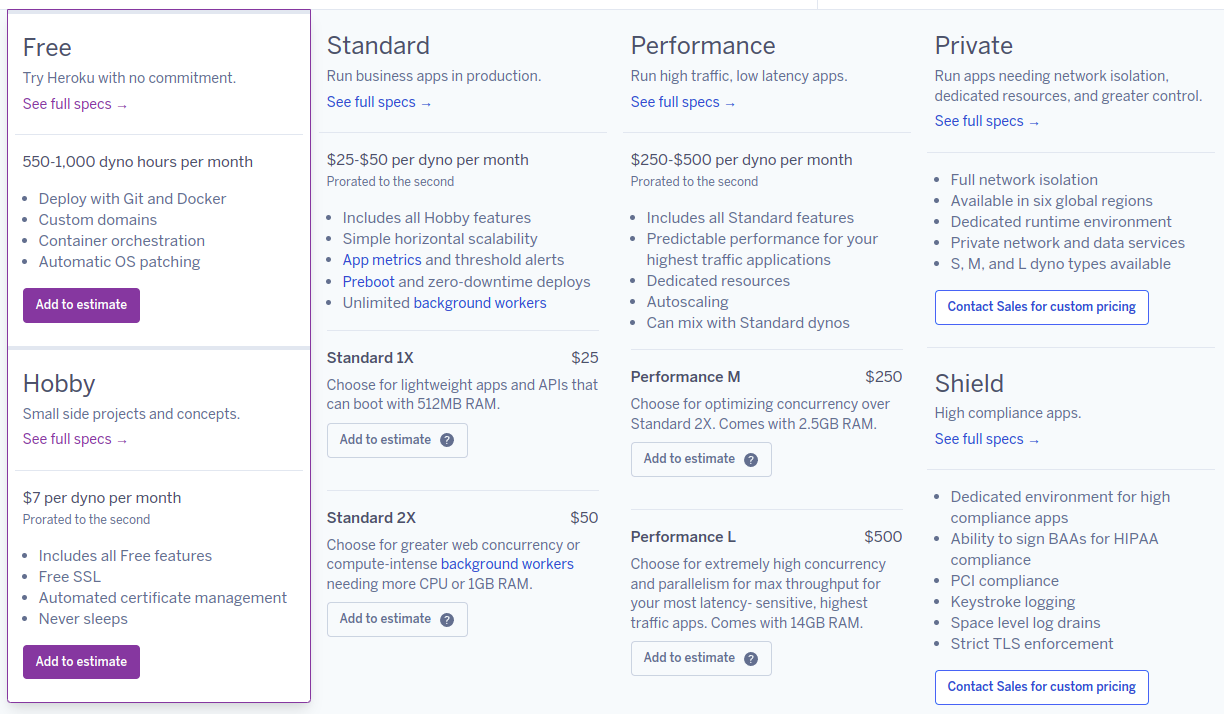 Free
Try Heroku with no commitment.
See full specs →
550-1,000 dyno hours per month
• Deploy with Git and Docker
• Custom domains
• Container orchestration
• Automatic OS patching
Add to estimate
Hobby
Small side projects and concepts.
See full specs →
$7 per dyno per month
Prorated to the second
• Includes all Free features
• Free SSL
• Automated certificate management
• Never sleeps
Add to estimate
Standard
Run business apps in production.
See full specs →
$25-$50 per dyno per month
Prorated to the second
• Includes all Hobby features
• Simple horizontal scalability
• App metrics and threshold alerts
• Preboot and zero-downtime deploys
• Unlimited background workers
Standard 1X $25
Choose for lightweight apps and APIs that
can boot with 512MB RAM.
Add to estimate ?
Standard 2X $50
Choose for greater web concurrency or
compute-intense background workers
needing more CPU or 1GB RAM.
Add to estimate ?
Performance
Run high traffic, low latency apps.
See full specs →
$250-$500 per dyno per month
Prorated to the second
• Includes all Standard features
• Predictable performance for your
highest traffic applications
• Dedicated resources
• Autoscaling
• Can mix with Standard dynos
Performance M $250
Choose for optimizing concurrency over
Standard 2X. Comes with 2.5GB RAM.
Add to estimate ?
Performance L $500
Choose for extremely high concurrency
and parallelism for max throughput for
your most latency- sensitive, highest
traffic apps. Comes with 14GB RAM.
Add to estimate ?
Private
Run apps needing network isolation,
dedicated resources, and greater control.
See full specs →
• Full network isolation
• Available in six global regions
• Dedicated runtime environment
• Private network and data services
• S, M, and L dyno types available
Contact Sales for custom pricing
Shield
High compliance apps.
See full specs →
• Dedicated environment for high
compliance apps
• Ability to sign BAAs for HIPAA
compliance
• PCI compliance
• Keystroke logging
• Space level log drains
• Strict TLS enforcement
Contact Sales for custom pricing